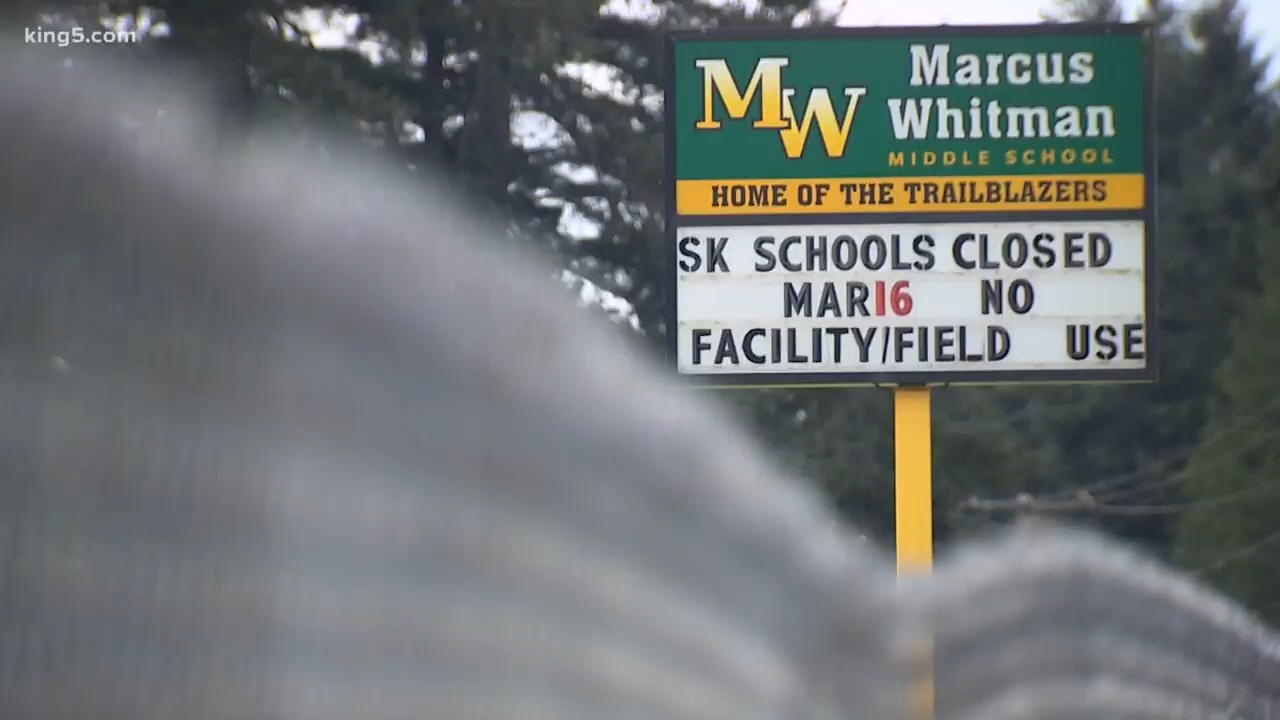 king5.com
MW
Marcus
Whitman
MIDDLE SCHOOL
HOME OF THE TRAILBLAZERS
SK SCHOOLS CLOSED
MAR16 NO
FACILITY/FIELD USE